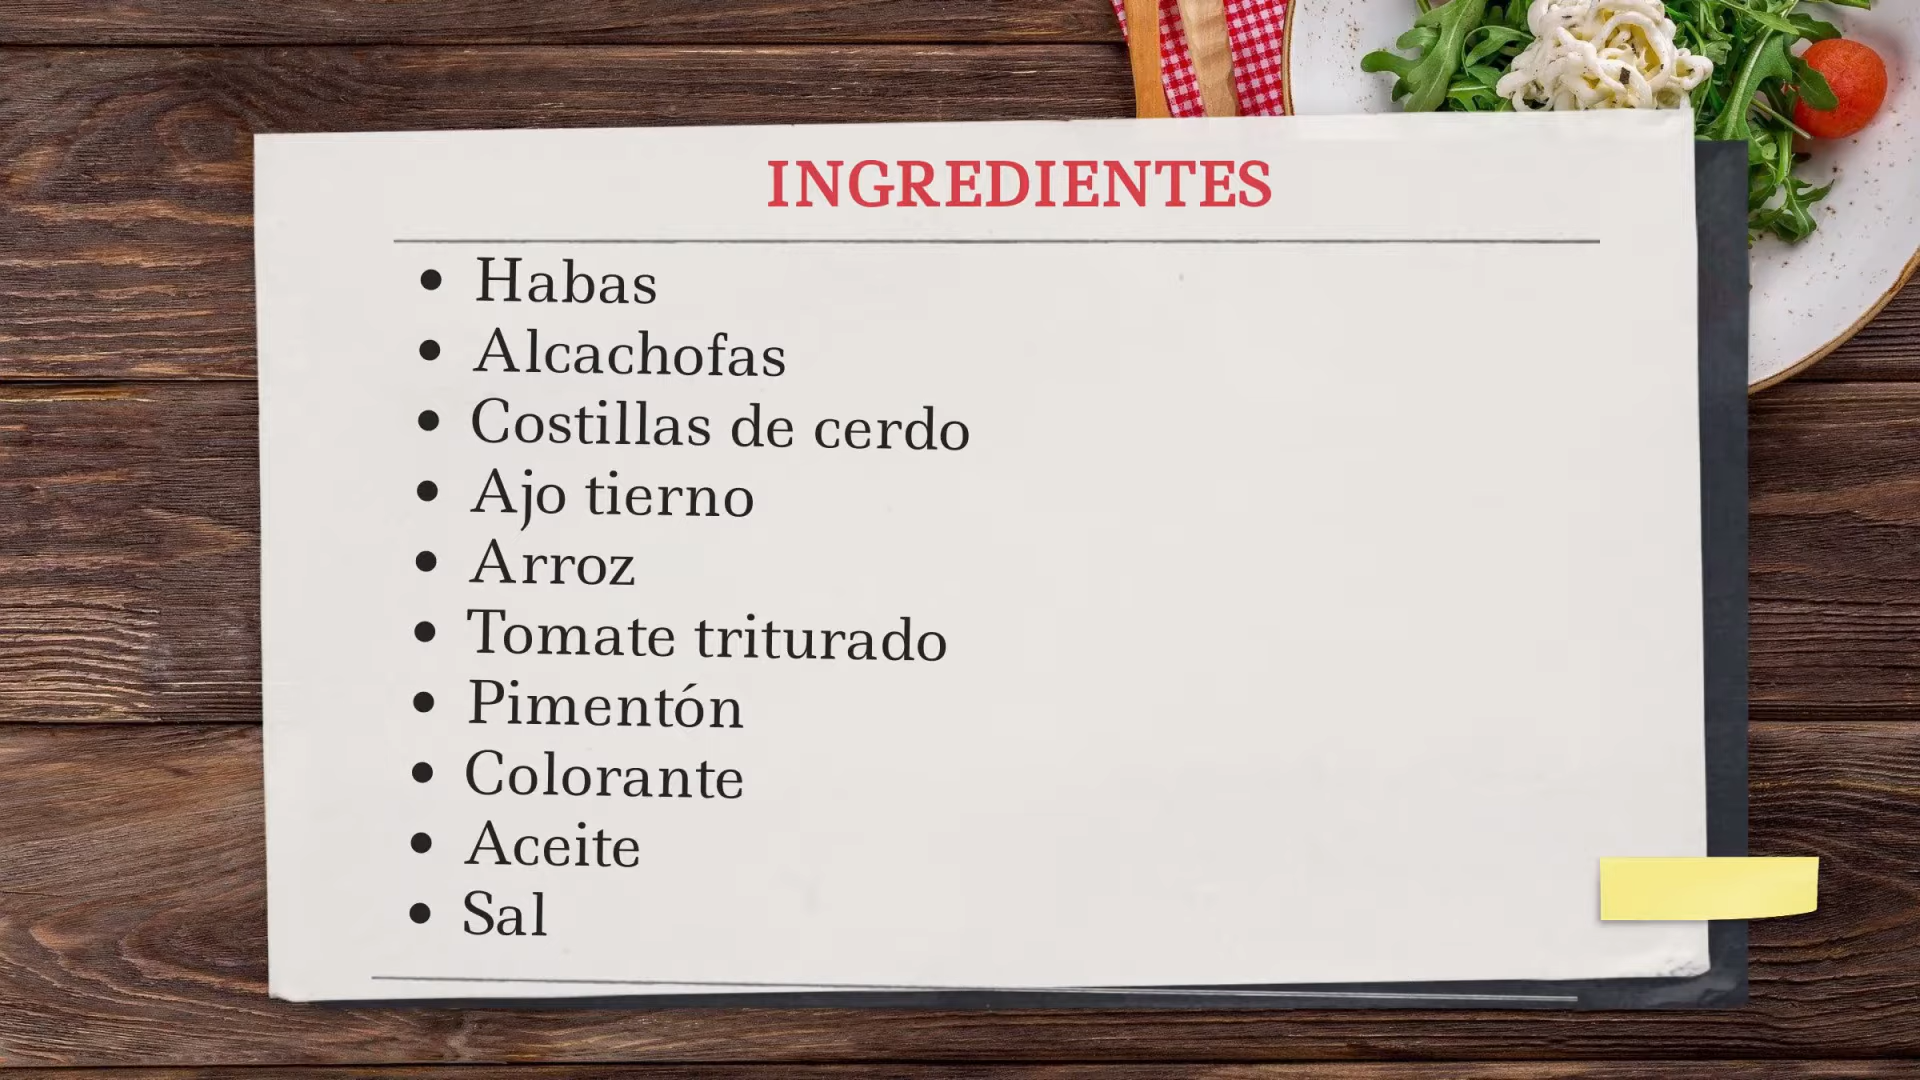 INGREDIENTES
• Habas
• Alcachofas
• Costillas de cerdo
• Ajo tierno
• Arroz
• Tomate triturado
• Pimentón
• Colorante
• Aceite
• Sal